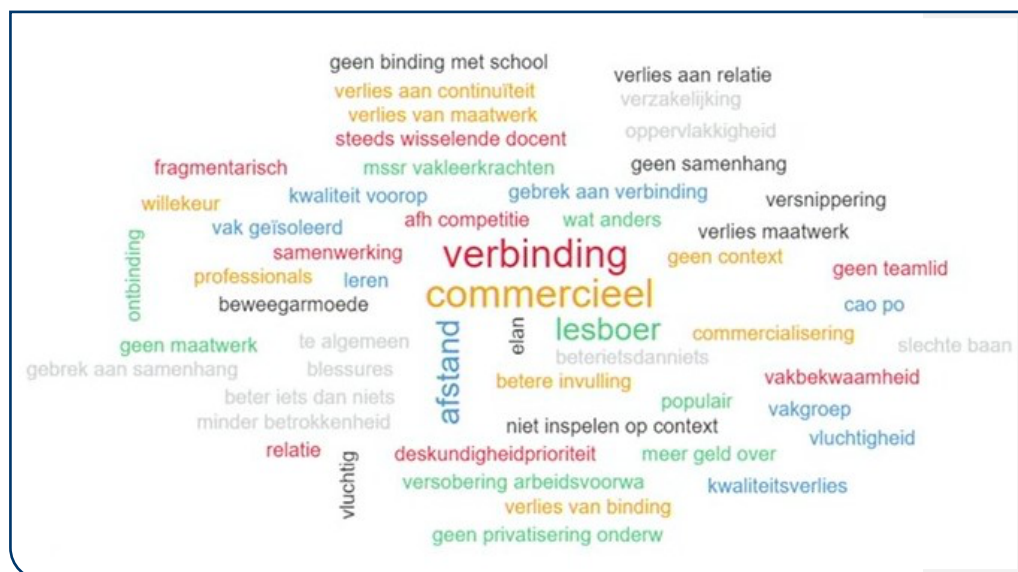 geen binding met school
verlies aan relatie
verlies aan continuïteit
verzakelijking
verlies van maatwerk
oppervlakkigheid
steeds wisselende docent
fragmentarisch
mssr vakleerkrachten
geen samenhang
willekeur
kwaliteit voorop
gebrek aan verbinding
versnippering
vak geïsoleerd
afh competitie
wat anders
verlies maatwerk
ontbinding
samenwerking
verbinding
geen context
geen teamlid
professionals
leren
commercieel
beweegarmoede
cao po
afstand
elan
lesboer
commercialisering
geen maatwerk
te algemeen
beterietsdanniets
slechte baan
gebrek aan samenhang
blessures
betere invulling
vakbekwaamheid
beter iets dan niets
populair
vakgroep
minder betrokkenheid
niet inspelen op context
vluchtigheid
relatie
vluchtig
deskundigheidprioriteit
meer geld over
versobering arbeidsvoorwa
kwaliteitsverlies
verlies van binding
geen privatisering onderw